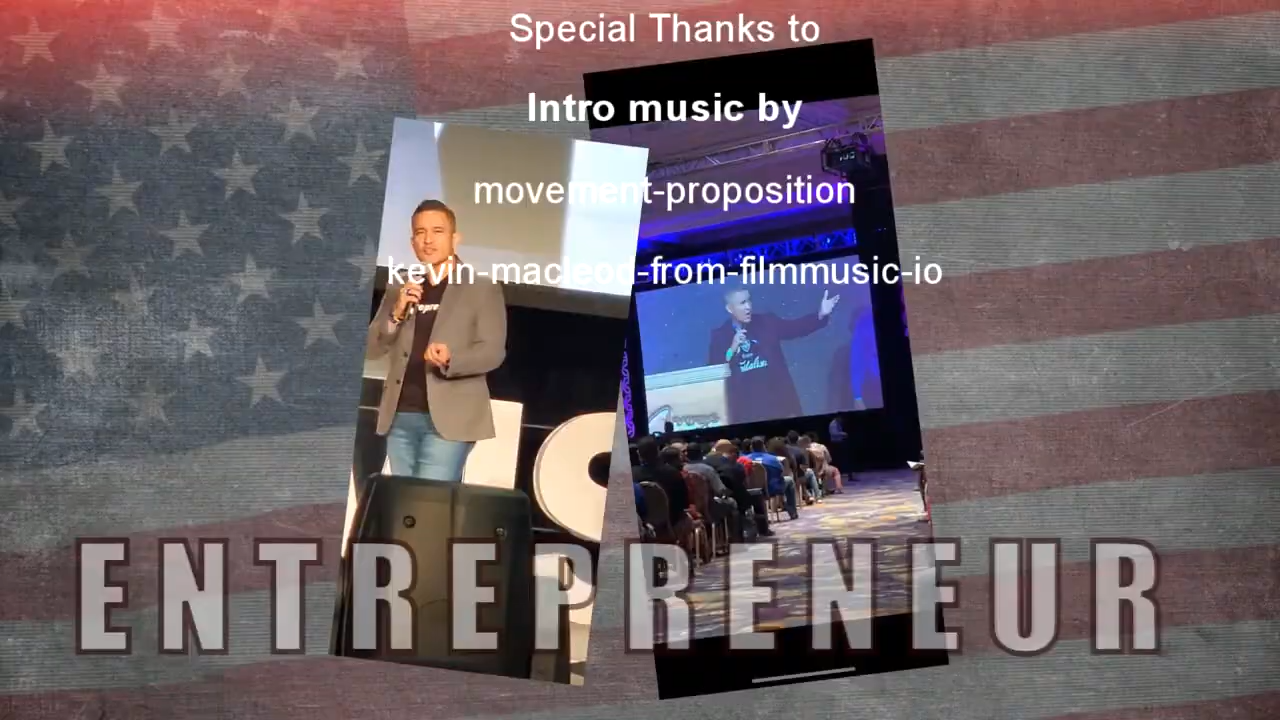 Special Thanks to
Intro music by
movement-proposition
kevin-macleod-from-filmmusic-io
ENTREPRENEUR